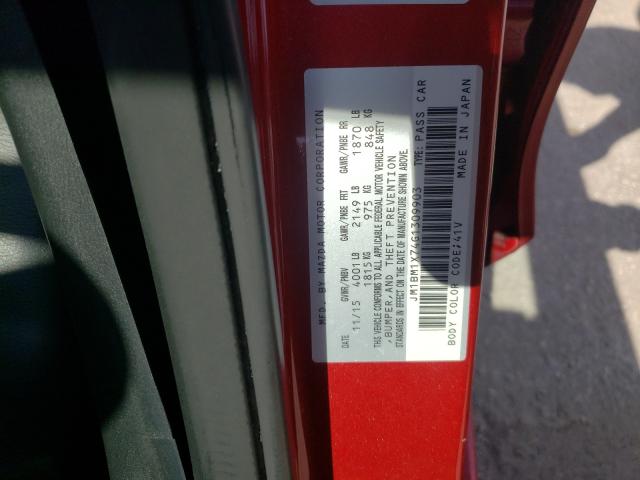 MFD. BY MAZDA MOTOR CORPORATION
DATE GVWR/PNBV GAWR/PNBE FRT GAWR/PNBE RR
11/15 4001 LB 2149 LB 1870 LB
1815 KG 975 KG 848 KG
THIS VEHICLE CONFORMS TO ALL APPLICABLE FEDERAL MOTOR VEHICLE SAFETY
,BUMPER,AND THEFT PREVENTION
STANDARDS IN EFFECT ON THE DATE OF MANUFACTURE SHOWN ABOVE.
JM1BM1X74G1309903 TYPE: PASS CAR
BODY COLOR CODE;41V MADE IN JAPAN